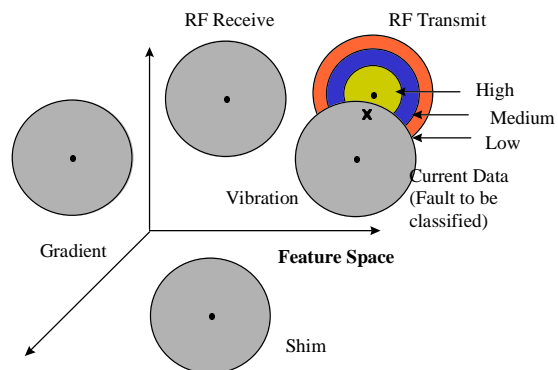 RF Receive
RF Transmit
High
Medium
Low
x
Current Data
(Fault to be
classified)
Vibration
Gradient
Feature Space
Shim